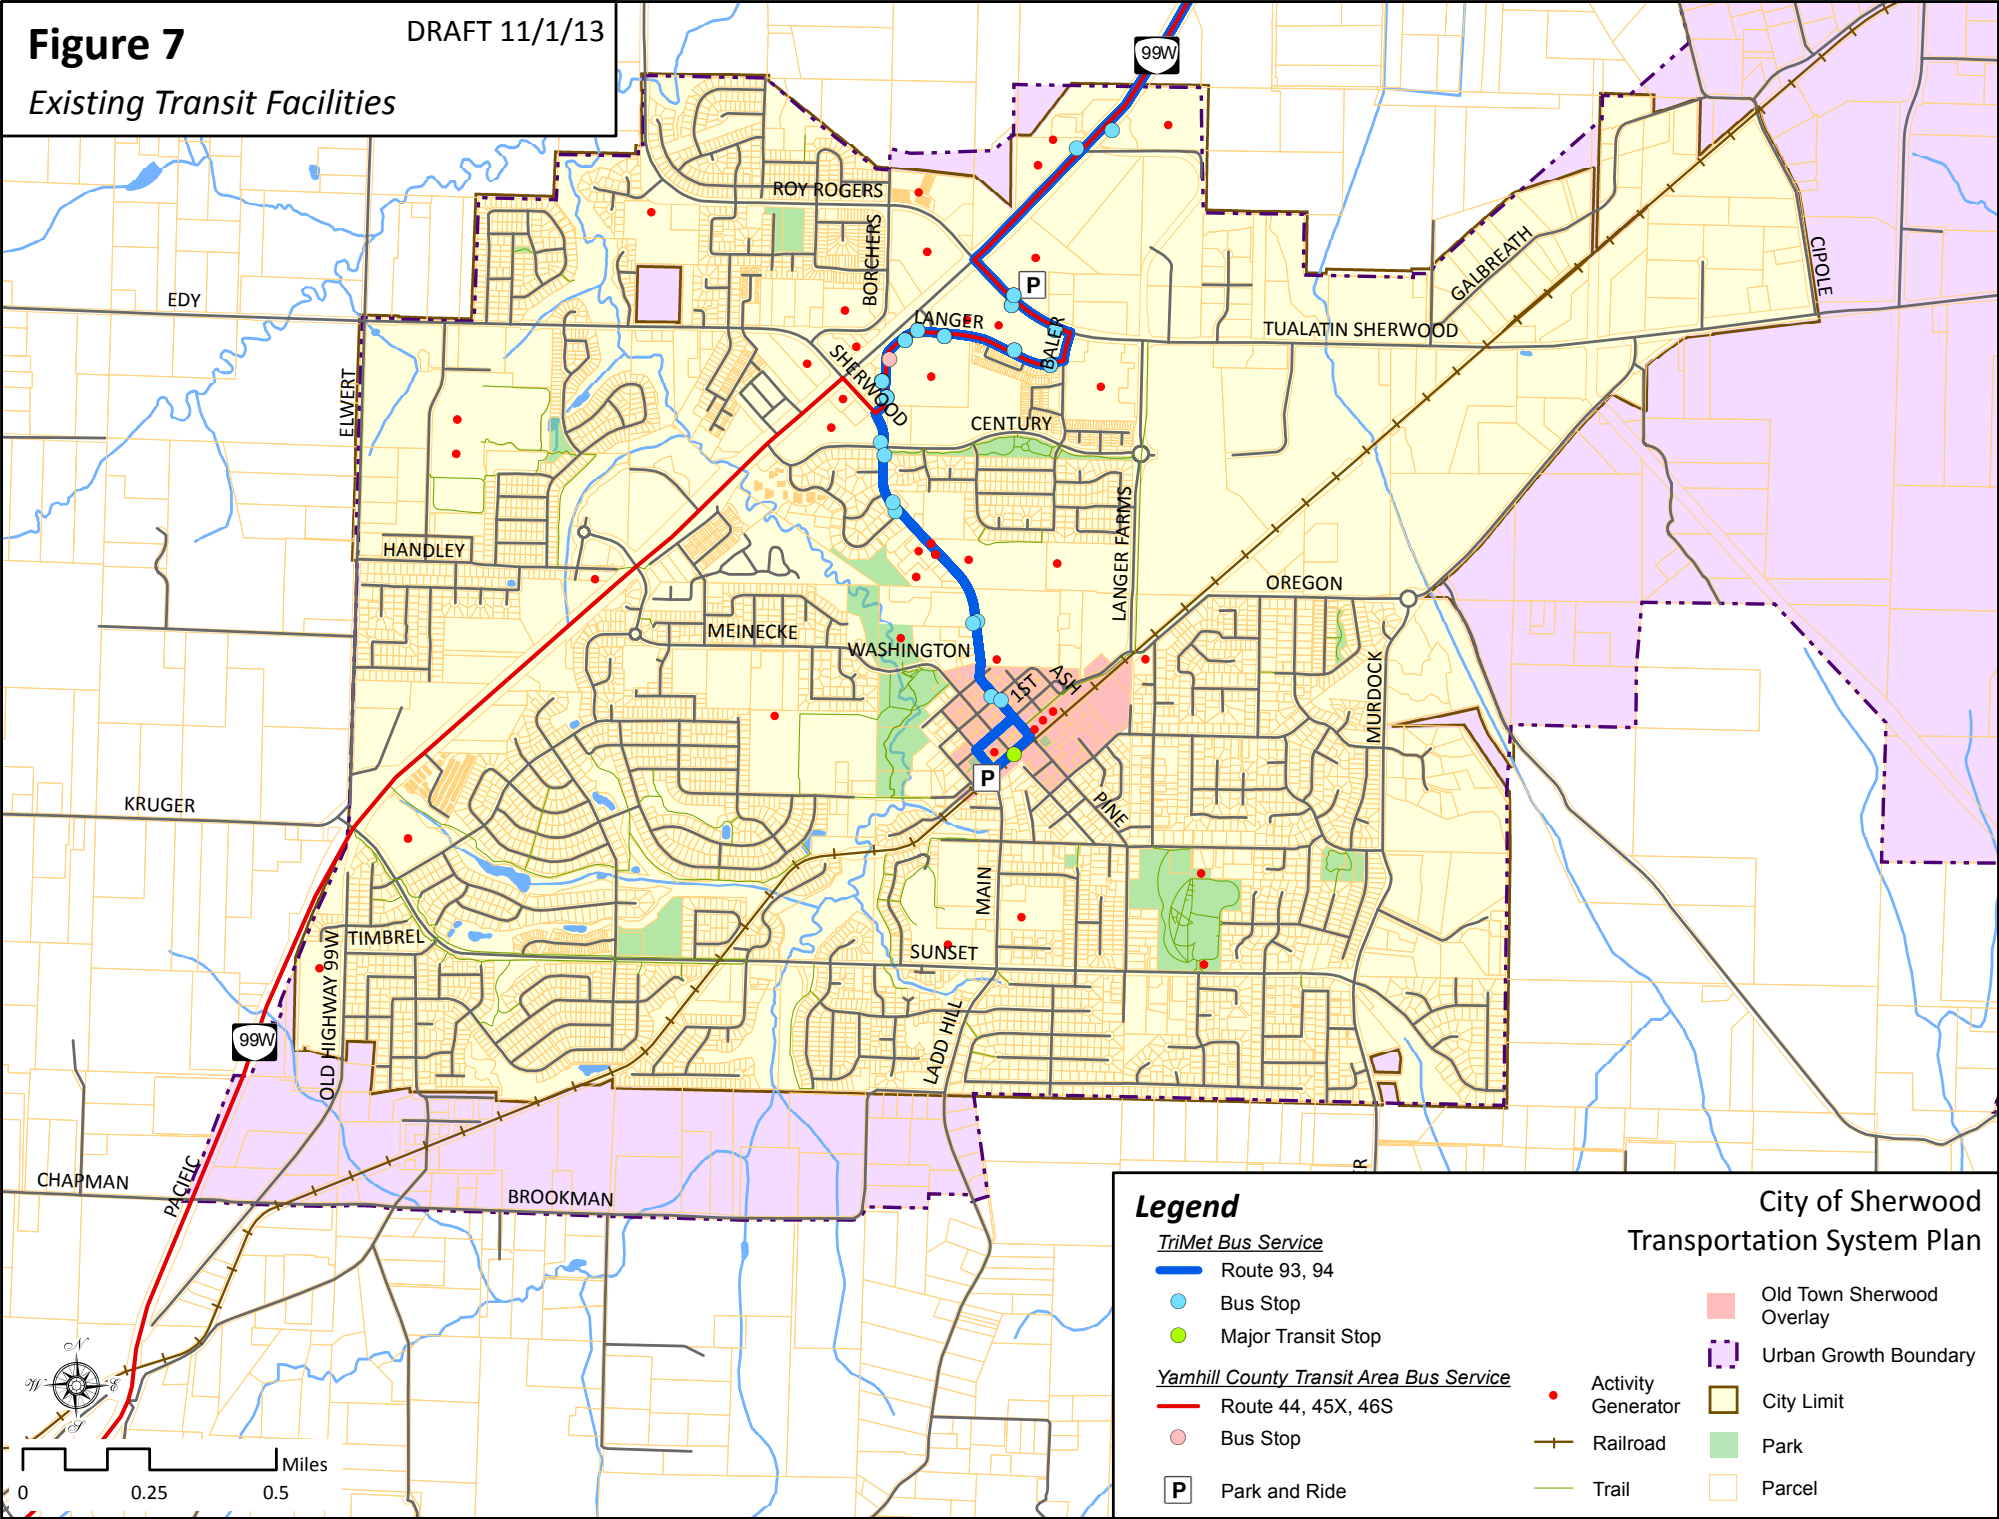 Figure 7
DRAFT 11/1/13
Existing Transit Facilities
99W
ROY ROGERS
BORCHERS
GALBREATH
CIPOLE
EDY
P
LANGER
BALER
TUALATIN SHERWOOD
SHERWOOD
ELWERT
CENTURY
LANGER FARMS
HANDLEY
OREGON
MEINECKE
WASHINGTON
1ST
ASH
MURDOCK
P
PINE
KRUGER
MAIN
TIMBREL
SUNSET
OLD HIGHWAY 99W
99W
LADD HILL
PACIFIC
CHAPMAN
BROOKMAN
ER
Legend
City of Sherwood
Transportation System Plan
TriMet Bus Service
Route 93, 94
Bus Stop
Major Transit Stop
Yamhill County Transit Area Bus Service
Route 44, 45X, 46S
Bus Stop
P Park and Ride
Activity
Generator
Railroad
Trail
Old Town Sherwood
Overlay
Urban Growth Boundary
City Limit
Park
Parcel
N
W E
S
Miles
0 0.25 0.5